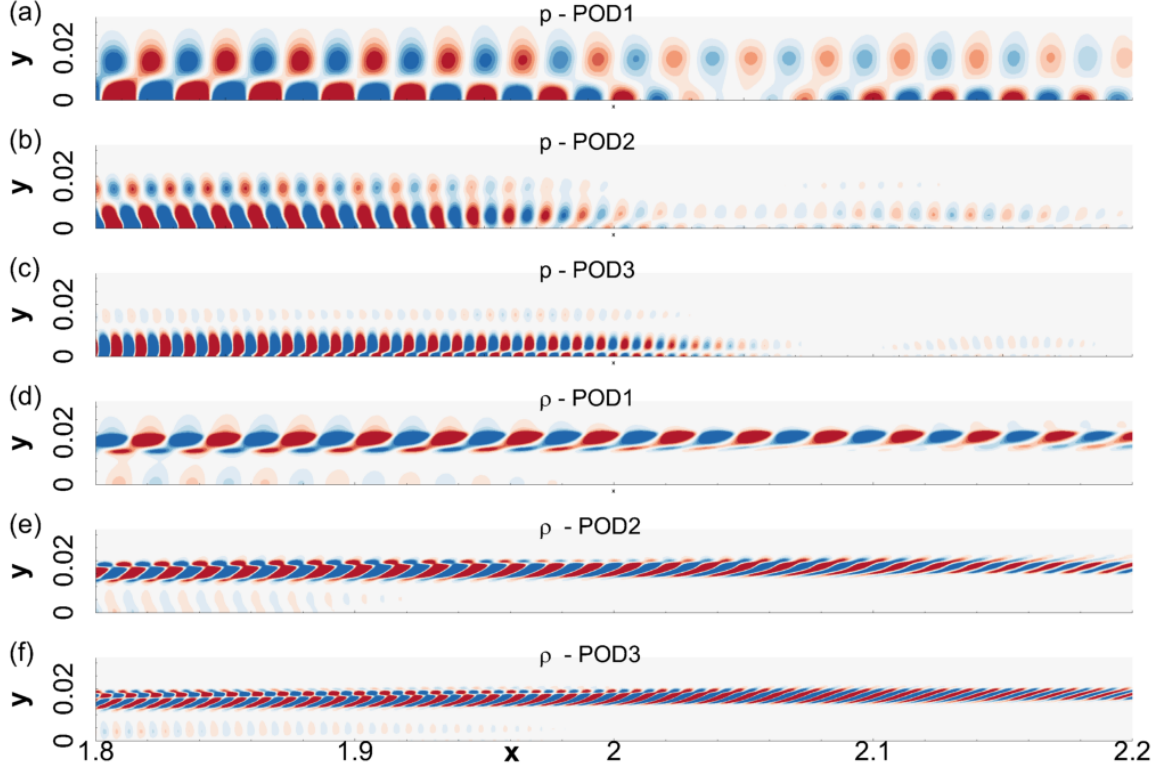 (a)
p - POD1
y
0.02
0
(b)
p - POD2
y
0.02
0
(c)
p - POD3
y
0.02
0
(d)
ρ - POD1
y
0.02
0
(e)
ρ - POD2
y
0.02
0
(f)
ρ - POD3
y
0.02
0
1.8 1.9 x 2 2.1 2.2